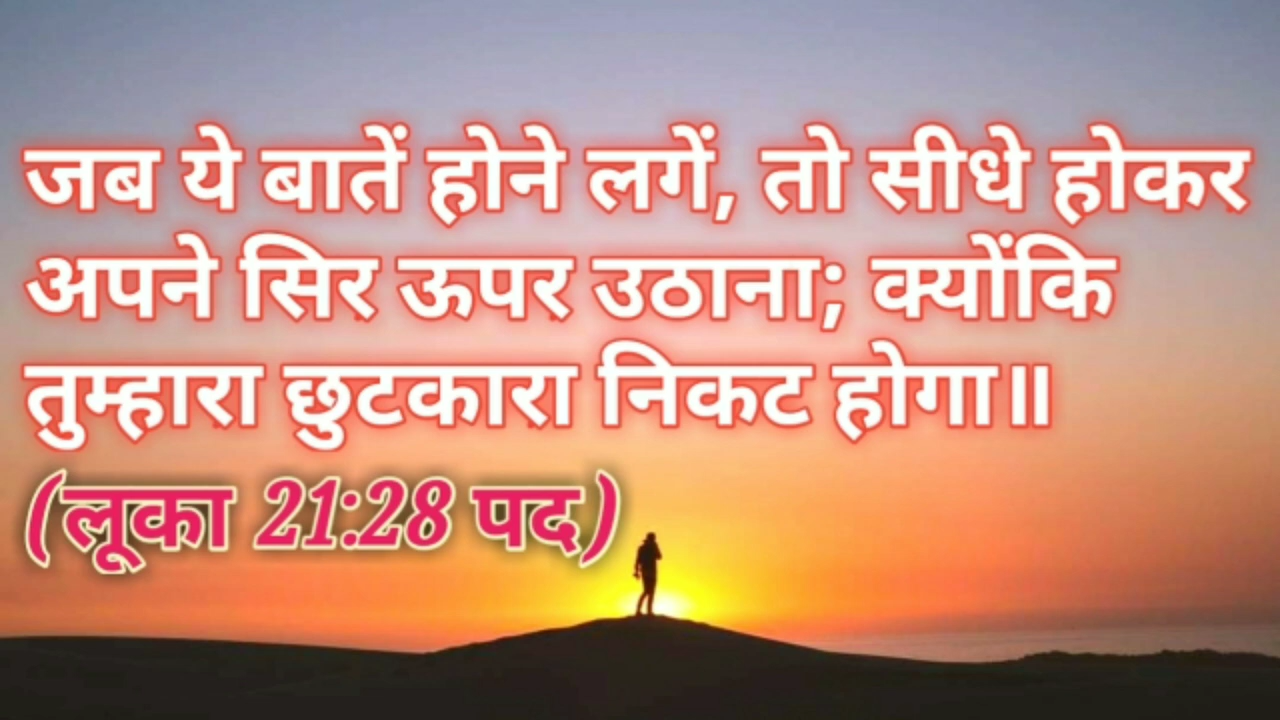 जब ये बातें होने लगें, तो सीधे होकर
अपने सिर ऊपर उठाना; क्योंकि
तुम्हारा छुटकारा निकट होगा॥
(लूका 21:28 पद)